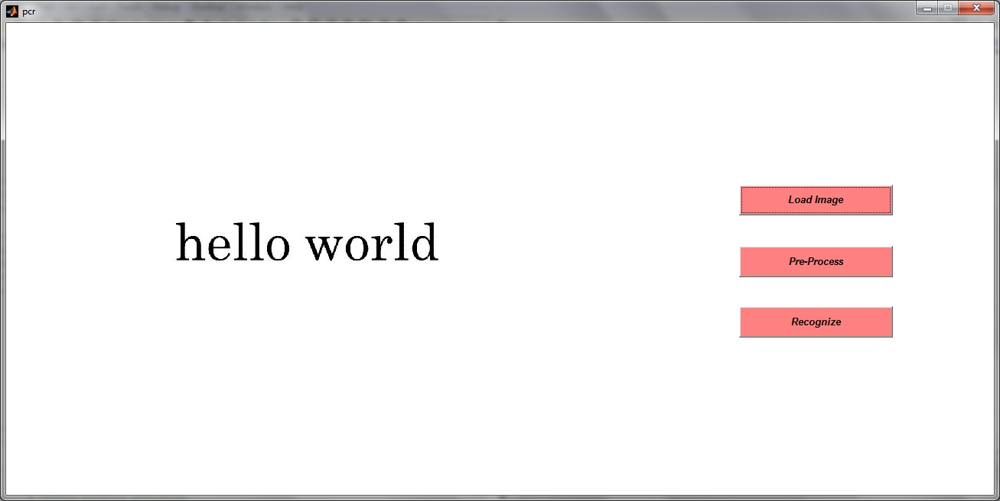 pcr
Load Image
hello world
Pre-Process
Recognize